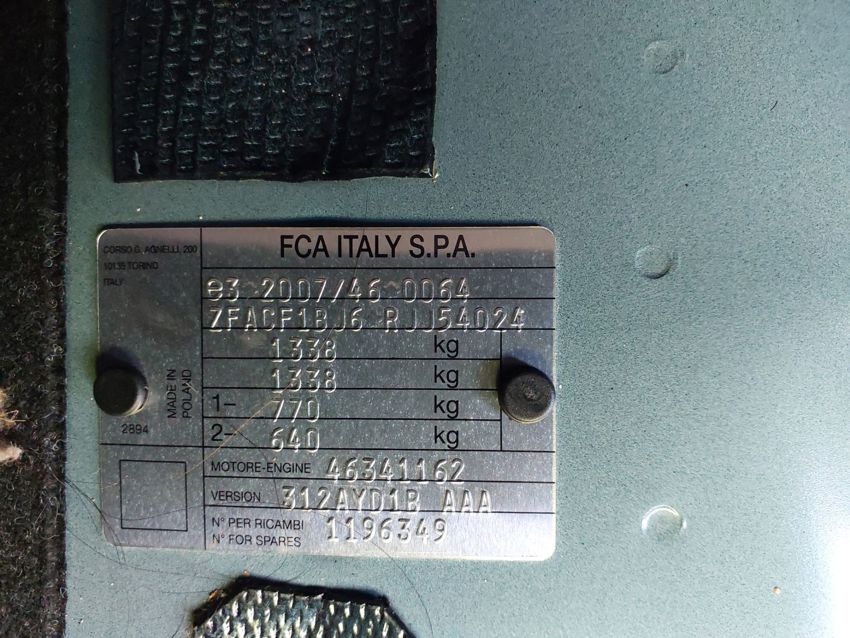 FCA ITALY S.P.A.
CORSO G. AGNELLI, 200
10135 TORINO
ITALY
e3*2007/46*0064
ZFACF1BJ6 RJJ54024
1338 kg
1338 kg
1– 770 kg
2– 640 kg
MADE IN
POLAND
2894
MOTORE-ENGINE 46341162
VERSION 312AYD1B AAA
N° PER RICAMBI
N° FOR SPARES 1196349